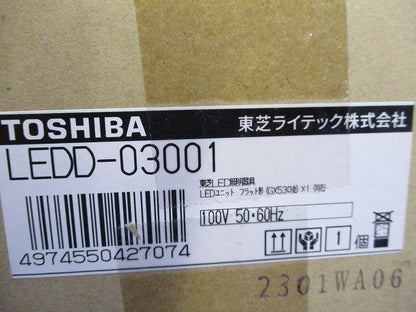 TOSHIBA 東芝ライテック株式会社
LEDD-03001
東芝 LED照明器具
LEDユニット フラット形 (GX53口金) ×1 (別売)
100V 50・60Hz
1 個
4974550427074
2301WA06